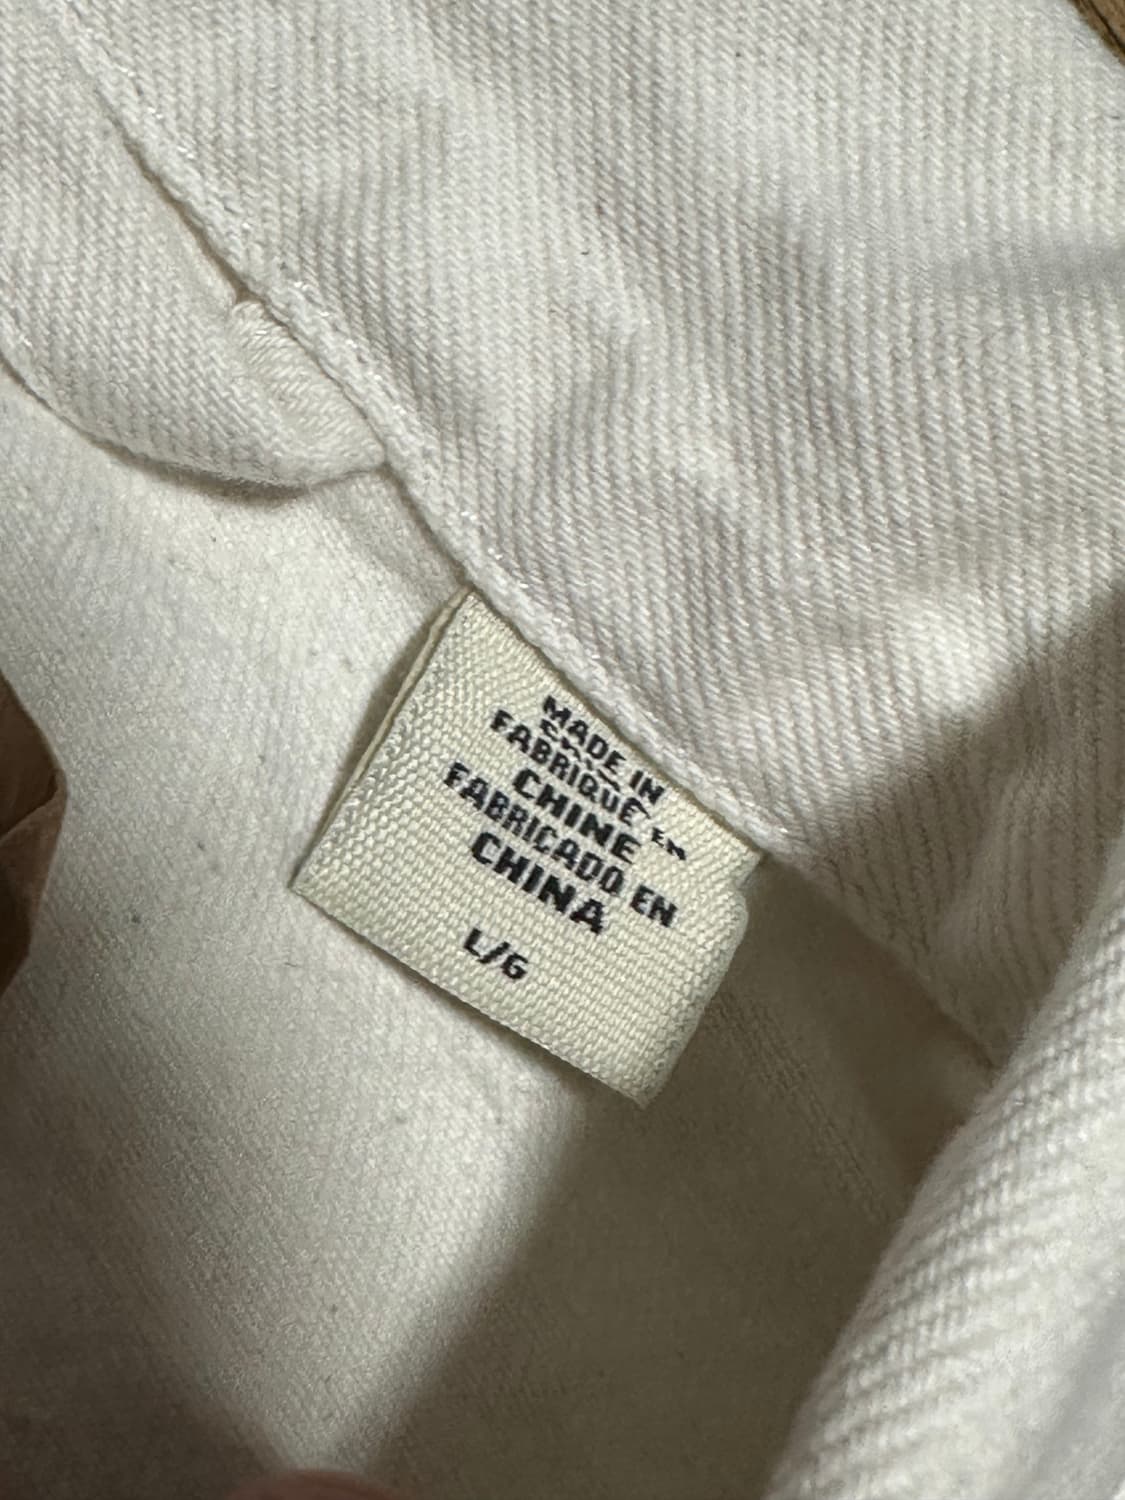 MADE IN
FABRIQUÉ EN
CHINE
FABRICADO EN
CHINA
L/G